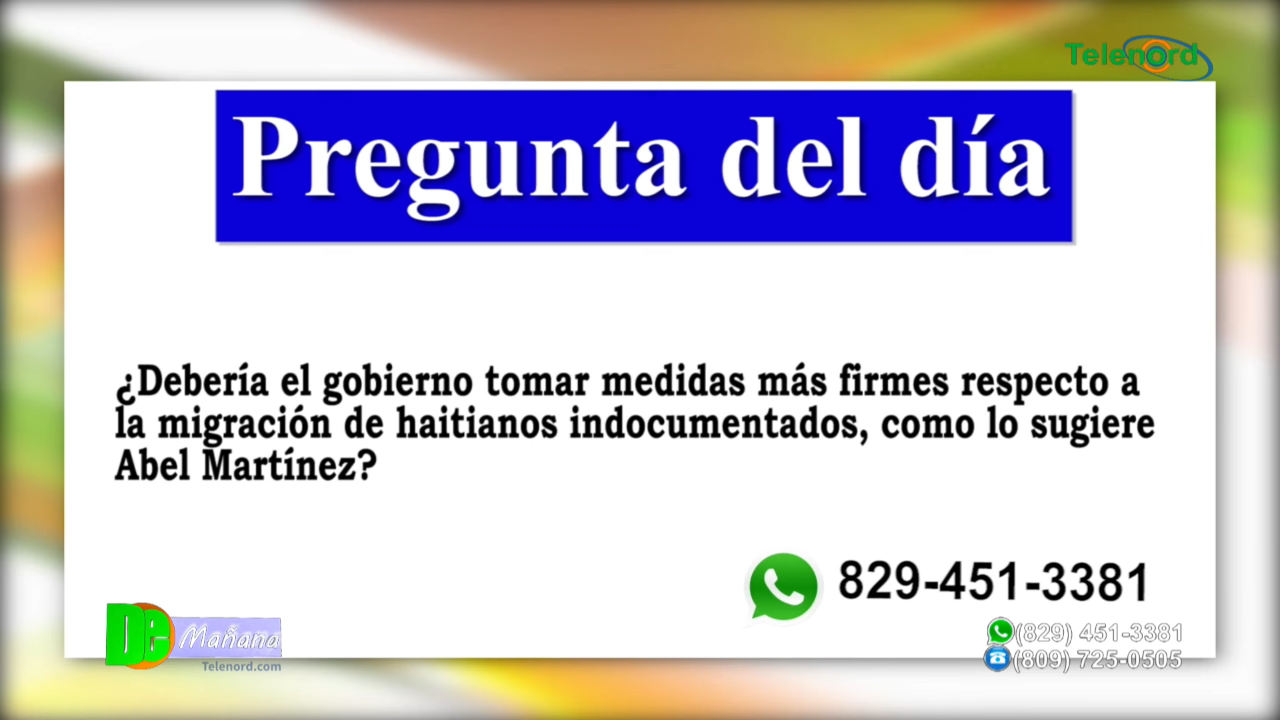 Telenord
Pregunta del día
¿Debería el gobierno tomar medidas más firmes respecto a
la migración de haitianos indocumentados, como lo sugiere
Abel Martínez?
829-451-3381
De Mañana
Telenord.com
(829) 451-3381
(809) 725-0505